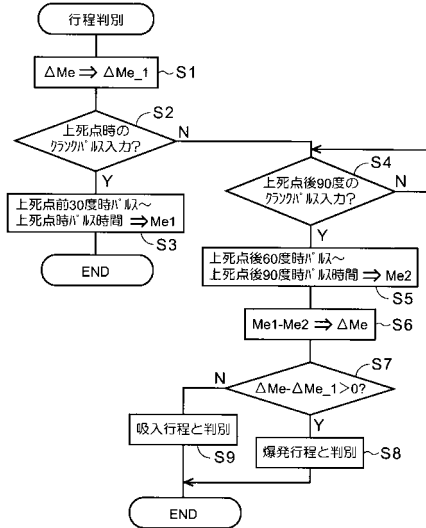 行程判別
ΔMe ⇒ ΔMe_1
S1
上死点時の
クランクパルス入力?
S2
N
Y
上死点前30度時パルス～
上死点時パルス時間 ⇒ Me1
S3
END
上死点後90度の
クランクパルス入力?
S4
N
Y
上死点後60度時パルス～
上死点後90度時パルス時間 ⇒ Me2
S5
Me1-Me2 ⇒ ΔMe
S6
ΔMe-ΔMe_1>0?
S7
N
Y
吸入行程と判別
S9
爆発行程と判別
S8
END